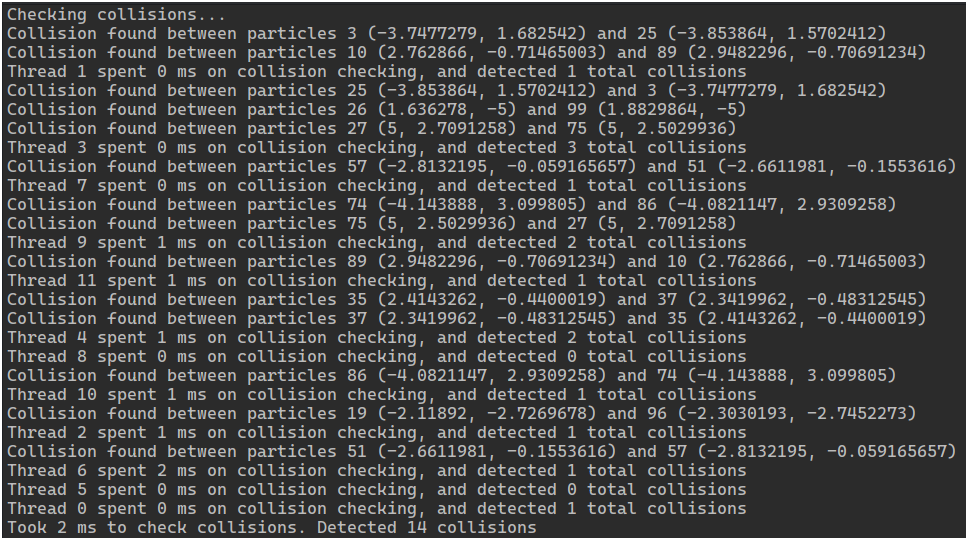 Checking collisions...
Collision found between particles 3 (-3.7477279, 1.682542) and 25 (-3.853864, 1.5702412)
Collision found between particles 10 (2.762866, -0.71465003) and 89 (2.9482296, -0.70691234)
Thread 1 spent 0 ms on collision checking, and detected 1 total collisions
Collision found between particles 25 (-3.853864, 1.5702412) and 3 (-3.7477279, 1.682542)
Collision found between particles 26 (1.636278, -5) and 99 (1.8829864, -5)
Collision found between particles 27 (5, 2.7091258) and 75 (5, 2.5029936)
Thread 3 spent 0 ms on collision checking, and detected 3 total collisions
Collision found between particles 57 (-2.8132195, -0.059165657) and 51 (-2.6611981, -0.1553616)
Thread 7 spent 0 ms on collision checking, and detected 1 total collisions
Collision found between particles 74 (-4.143888, 3.099805) and 86 (-4.0821147, 2.9309258)
Collision found between particles 75 (5, 2.5029936) and 27 (5, 2.7091258)
Thread 9 spent 1 ms on collision checking, and detected 2 total collisions
Collision found between particles 89 (2.9482296, -0.70691234) and 10 (2.762866, -0.71465003)
Thread 11 spent 1 ms on collision checking, and detected 1 total collisions
Collision found between particles 35 (2.4143262, -0.4400019) and 37 (2.3419962, -0.48312545)
Collision found between particles 37 (2.3419962, -0.48312545) and 35 (2.4143262, -0.4400019)
Thread 4 spent 1 ms on collision checking, and detected 2 total collisions
Thread 8 spent 0 ms on collision checking, and detected 0 total collisions
Collision found between particles 86 (-4.0821147, 2.9309258) and 74 (-4.143888, 3.099805)
Thread 10 spent 1 ms on collision checking, and detected 1 total collisions
Collision found between particles 19 (-2.11892, -2.7269678) and 96 (-2.3030193, -2.7452273)
Thread 2 spent 1 ms on collision checking, and detected 1 total collisions
Collision found between particles 51 (-2.6611981, -0.1553616) and 57 (-2.8132195, -0.059165657)
Thread 6 spent 2 ms on collision checking, and detected 1 total collisions
Thread 5 spent 0 ms on collision checking, and detected 0 total collisions
Thread 0 spent 0 ms on collision checking, and detected 1 total collisions
Took 2 ms to check collisions. Detected 14 collisions